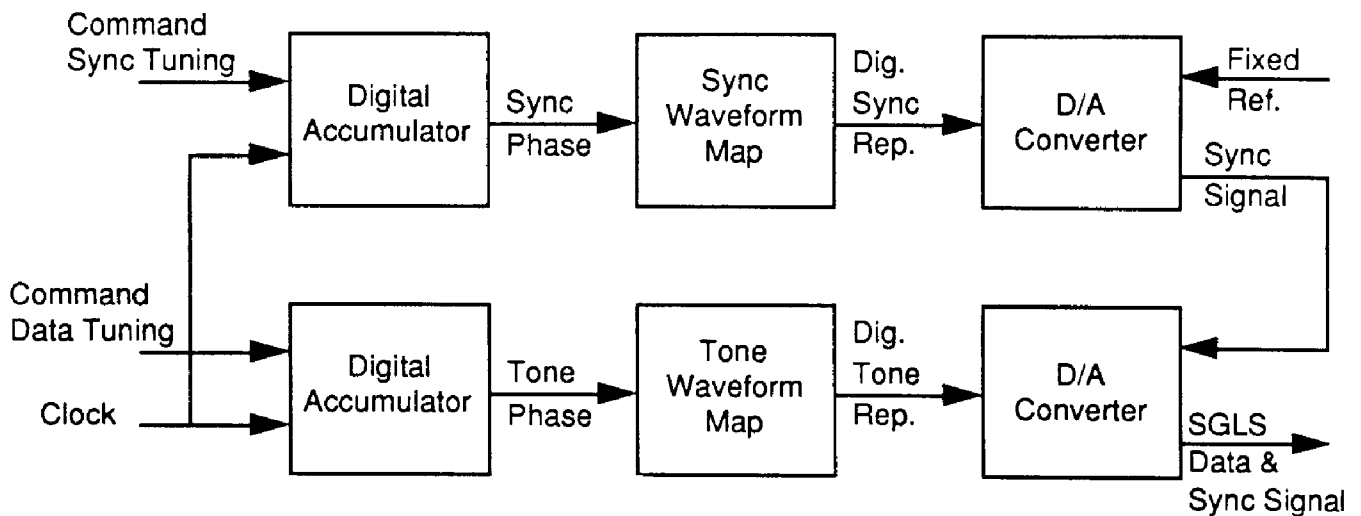 Command
Sync Tuning
Digital
Accumulator
Sync
Phase
Sync
Waveform
Map
Dig.
Sync
Rep.
D/A
Converter
Fixed
Ref.
Sync
Signal
Command
Data Tuning
Clock
Digital
Accumulator
Tone
Phase
Tone
Waveform
Map
Dig.
Tone
Rep.
D/A
Converter
SGLS
Data &
Sync Signal